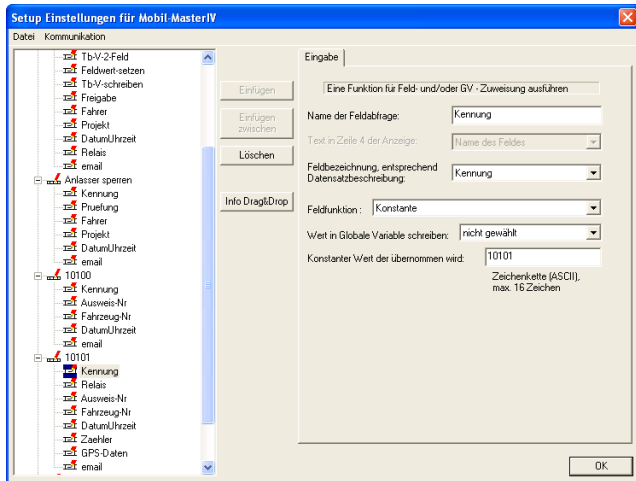 Setup Einstellungen für Mobil-MasterIV
Datei Kommunikation
Tb-V-2-Feld
Feldwert-setzen
Tb-V-schreiben
Freigabe
Fahrer
Projekt
DatumUhrzeit
Relais
email
Anlasser sperren
Kennung
Pruefung
Fahrer
Projekt
DatumUhrzeit
email
10100
Kennung
Ausweis-Nr
Fahrzeug-Nr
DatumUhrzeit
email
10101
Kennung
Relais
Ausweis-Nr
Fahrzeug-Nr
DatumUhrzeit
Zaehler
GPS-Daten
email
Einfügen
Einfügen
zwischen
Löschen
Info Drag&Drop
Eingabe
Eine Funktion für Feld- und/oder GV - Zuweisung ausführen
Name der Feldabfrage: Kennung
Text in Zeile 4 der Anzeige: Name des Feldes
Feldbezeichnung, entsprechend
Datensatzbeschreibung: Kennung
Feldfunktion : Konstante
Wert in Globale Variable schreiben: nicht gewählt
Konstanter Wert der übernommen wird: 10101
Zeichenkette (ASCII),
max. 16 Zeichen
OK